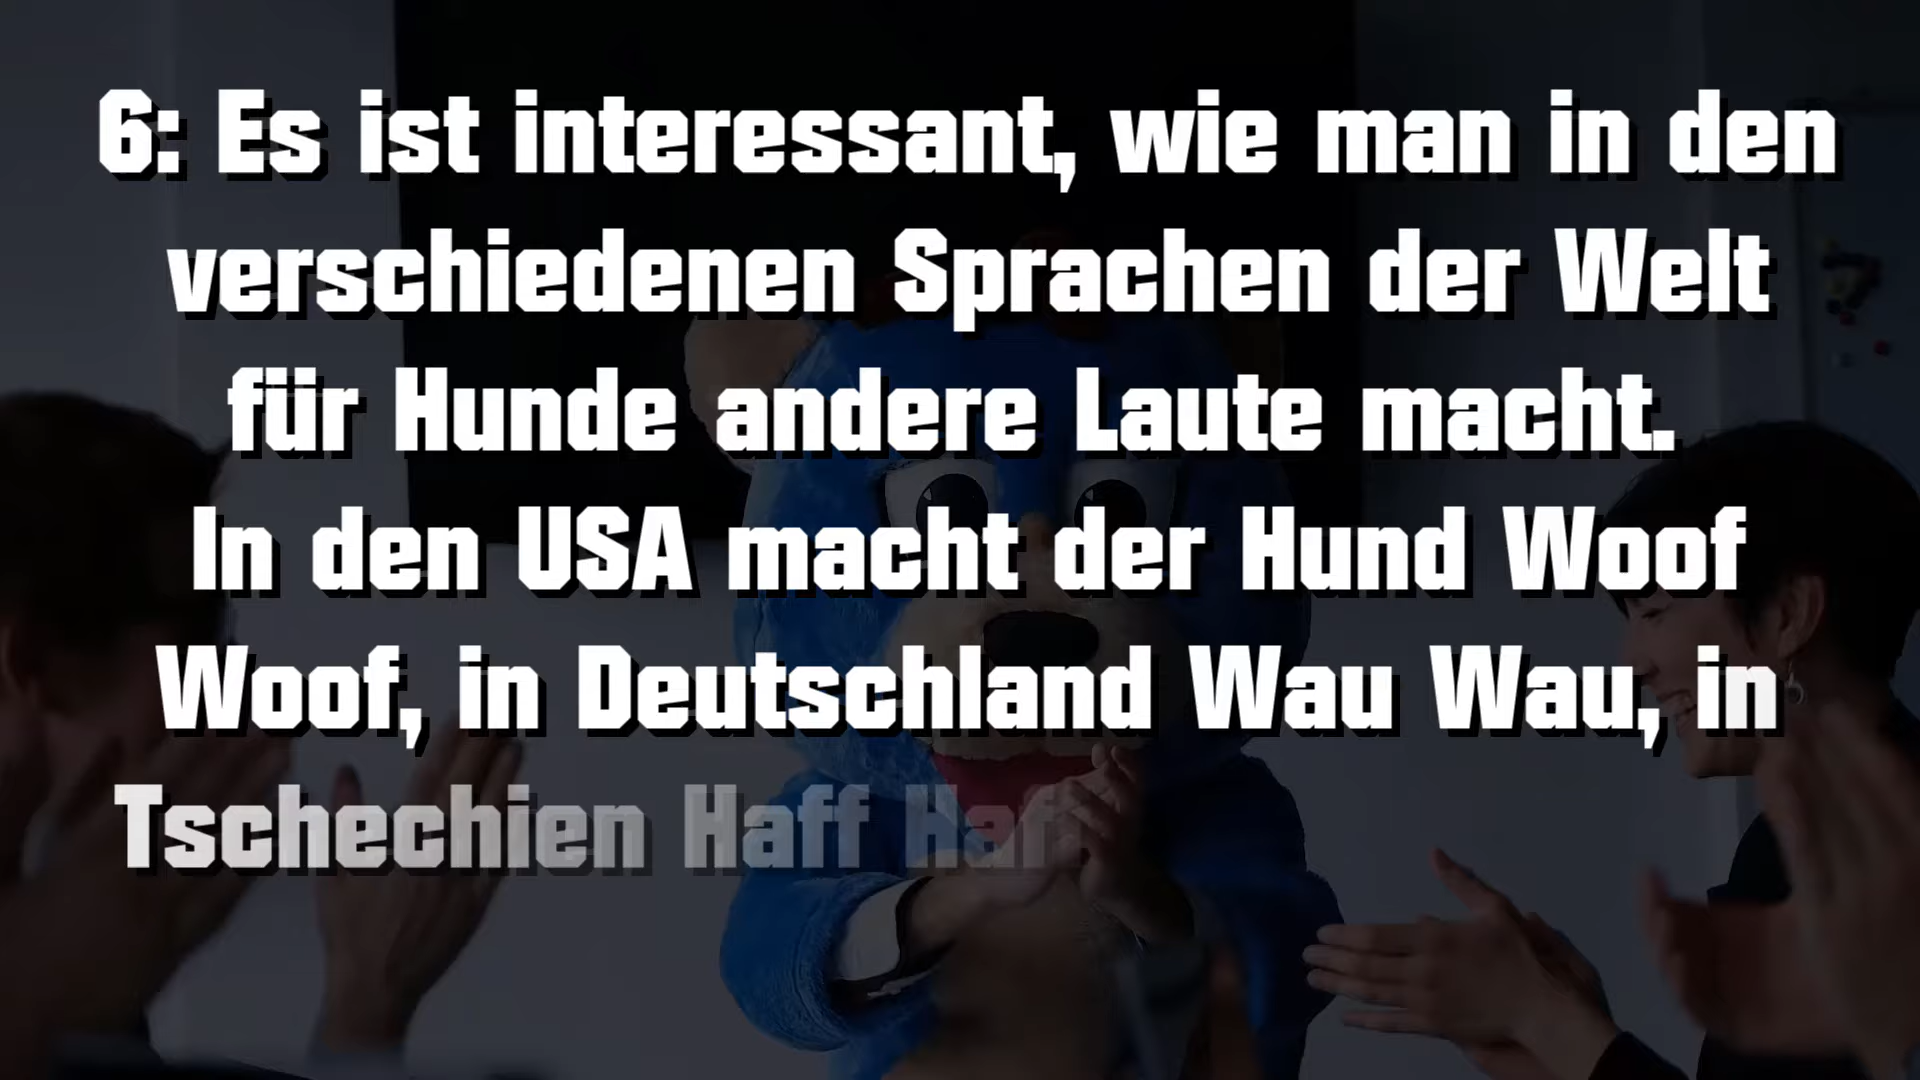 6: Es ist interessant, wie man in den
verschiedenen Sprachen der Welt
für Hunde andere Laute macht.
In den USA macht der Hund Woof
Woof, in Deutschland Wau Wau, in
Tschechien Haff Haf